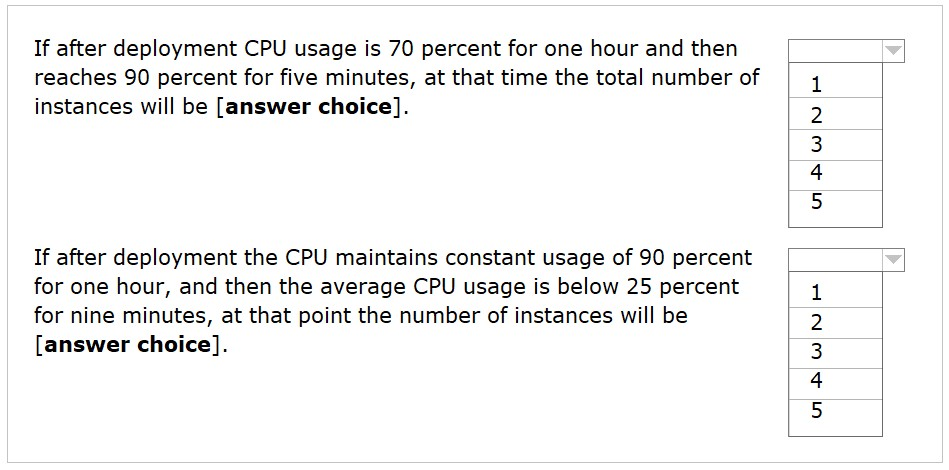 If after deployment CPU usage is 70 percent for one hour and then
reaches 90 percent for five minutes, at that time the total number of
instances will be [answer choice].
1
2
3
4
5
If after deployment the CPU maintains constant usage of 90 percent
for one hour, and then the average CPU usage is below 25 percent
for nine minutes, at that point the number of instances will be
[answer choice].
1
2
3
4
5